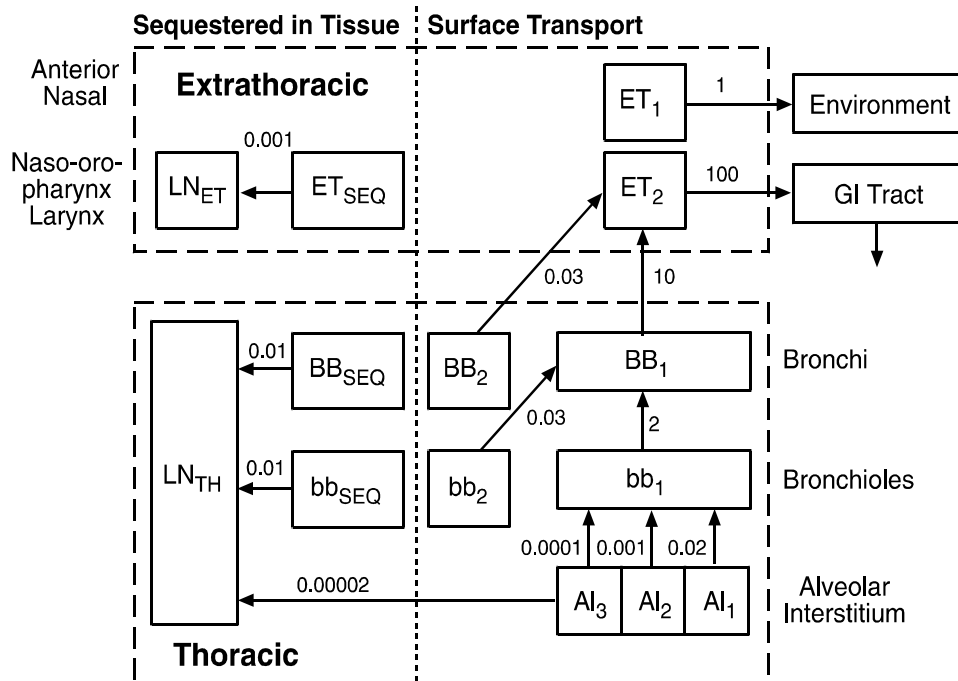 Sequestered in Tissue
Surface Transport
Anterior
Nasal
Extrathoracic
ET1
1
Environment
Naso-oro-
pharynx
Larynx
LNET
0.001
ETSEQ
ET2
100
GI Tract
0.03
10
LNTH
0.01
BBSEQ
BB2
BB1
Bronchi
0.03
2
0.01
bbSEQ
bb2
bb1
Bronchioles
0.0001
0.001
0.02
0.00002
AI3
AI2
AI1
Alveolar
Interstitium
Thoracic